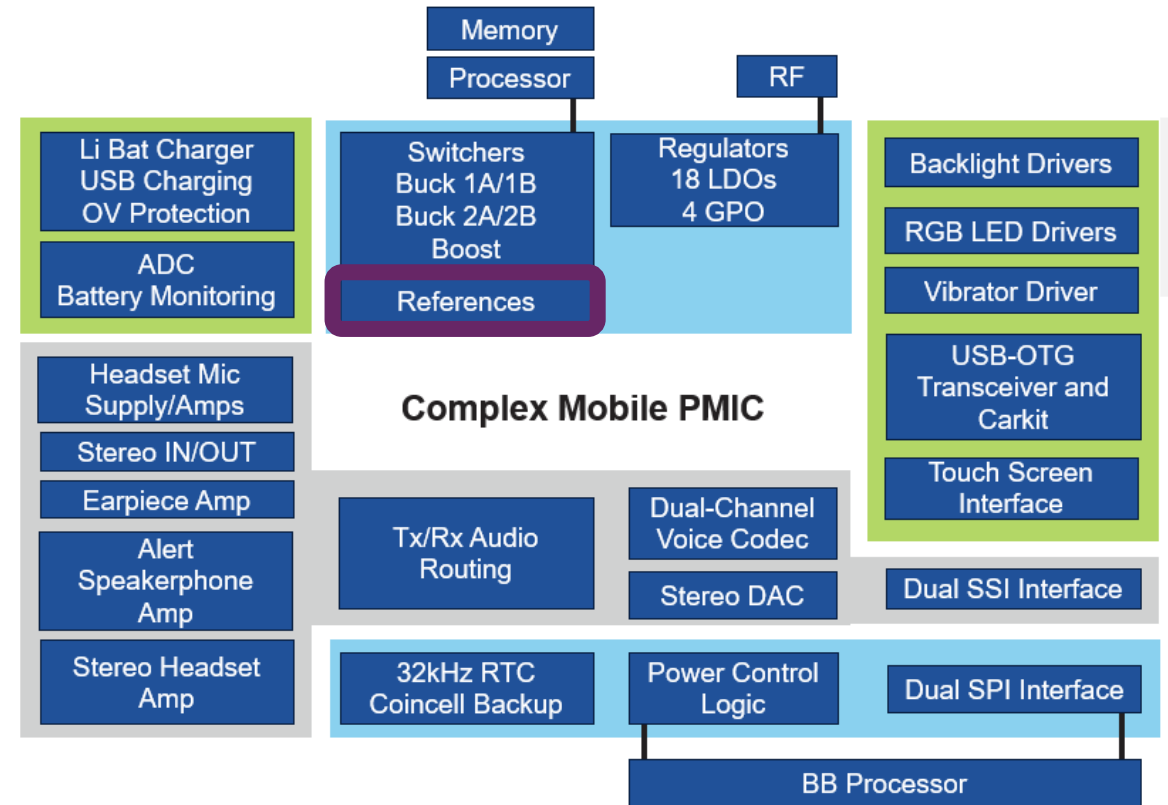 Memory
Processor
RF
Li Bat Charger
USB Charging
OV Protection
ADC
Battery Monitoring
Switchers
Buck 1A/1B
Buck 2A/2B
Boost
References
Regulators
18 LDOs
4 GPO
Backlight Drivers
RGB LED Drivers
Vibrator Driver
USB-OTG
Transceiver and
Carkit
Touch Screen
Interface
Headset Mic
Supply/Amps
Stereo IN/OUT
Earpiece Amp
Alert
Speakerphone
Amp
Stereo Headset
Amp
Complex Mobile PMIC
Tx/Rx Audio
Routing
Dual-Channel
Voice Codec
Stereo DAC
Dual SSI Interface
32kHz RTC
Coincell Backup
Power Control
Logic
Dual SPI Interface
BB Processor